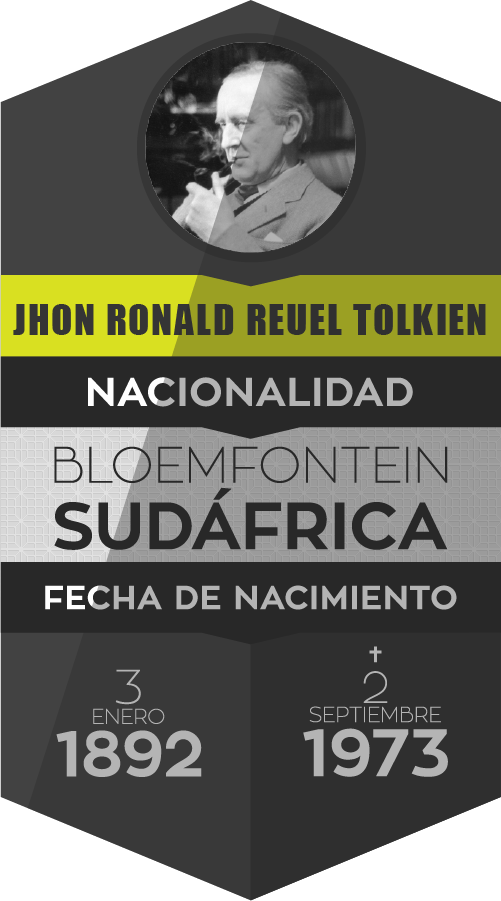 JHON RONALD REUEL TOLKIEN
NACIONALIDAD
BLOEMFONTEIN
SUDÁFRICA
FECHA DE NACIMIENTO
3
ENERO
1892
✝
2
SEPTIEMBRE
1973